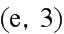 (e, 3)